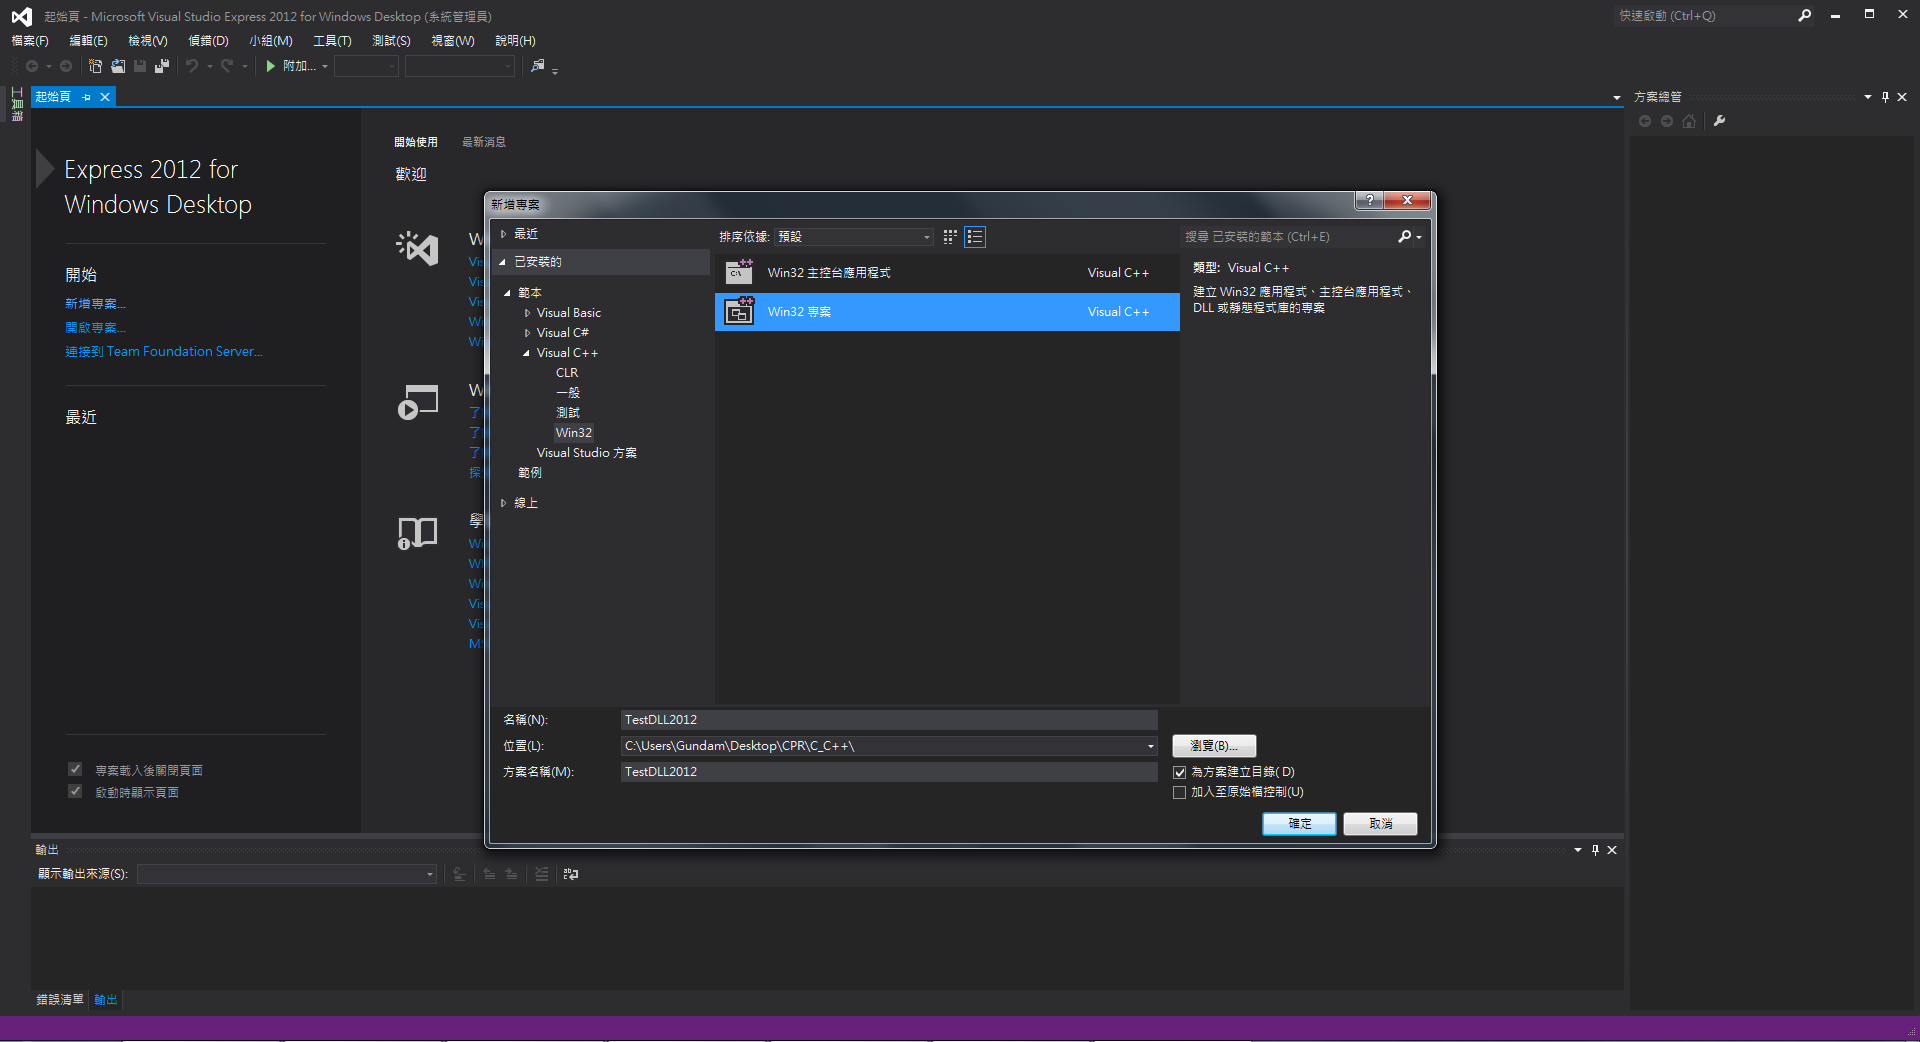 起始頁 - Microsoft Visual Studio Express 2012 for Windows Desktop (系統管理員)
快速啟動 (Ctrl+Q)
檔案(F) 編輯(E) 檢視(V) 偵錯(D) 小組(M) 工具(T) 測試(S) 視窗(W) 說明(H)
附加...
工具箱
起始頁
方案總管
Express 2012 for
Windows Desktop
開始
新增專案...
開啟專案...
連接到 Team Foundation Server...
最近
專案載入後關閉頁面
啟動時顯示頁面
開始使用 最新消息
歡迎
新增專案
最近
已安裝的
範本
Visual Basic
Visual C#
Visual C++
CLR
一般
測試
Win32
Visual Studio 方案
範例
線上
排序依據: 預設
搜尋 已安裝的範本 (Ctrl+E)
Win32 主控台應用程式 Visual C++
Win32 專案 Visual C++
類型: Visual C++
建立 Win32 應用程式、主控台應用程式、
DLL 或靜態程式庫的專案
名稱(N): TestDLL2012
位置(L): C:\Users\Gundam\Desktop\CPR\C_C++\
瀏覽(B)...
方案名稱(M): TestDLL2012
為方案建立目錄( D)
加入至原始檔控制(U)
確定 取消
輸出
顯示輸出來源(S):
錯誤清單 輸出